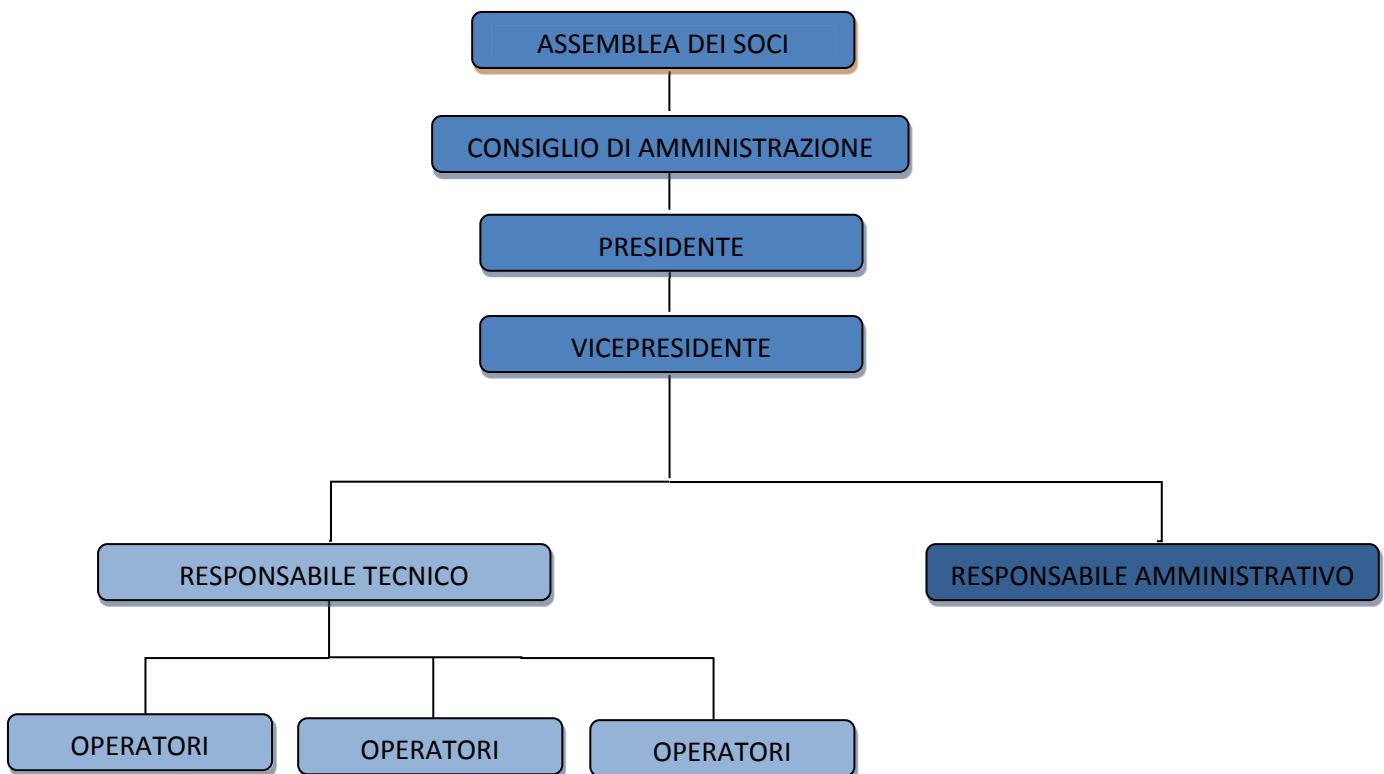 ASSEMBLEA DEI SOCI
CONSIGLIO DI AMMINISTRAZIONE
PRESIDENTE
VICEPRESIDENTE
RESPONSABILE TECNICO
RESPONSABILE AMMINISTRATIVO
OPERATORI
OPERATORI
OPERATORI